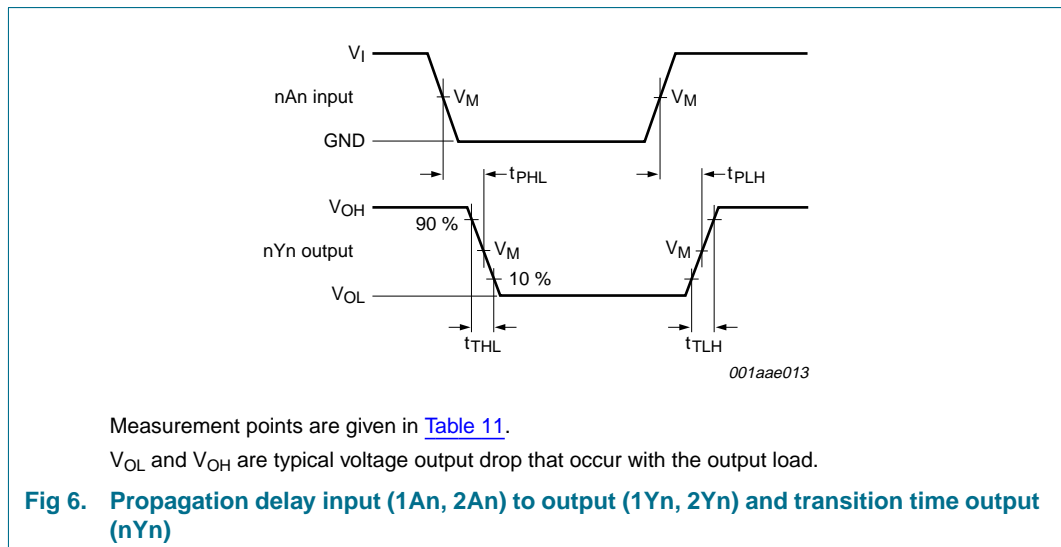 VI
nAn input
VM
VM
GND
tPHL
tPLH
VOH
90 %
nYn output
VM
VM
10 %
VOL
tTHL
tTLH
001aae013
Measurement points are given in Table 11.
VOL and VOH are typical voltage output drop that occur with the output load.
Fig 6. Propagation delay input (1An, 2An) to output (1Yn, 2Yn) and transition time output
(nYn)